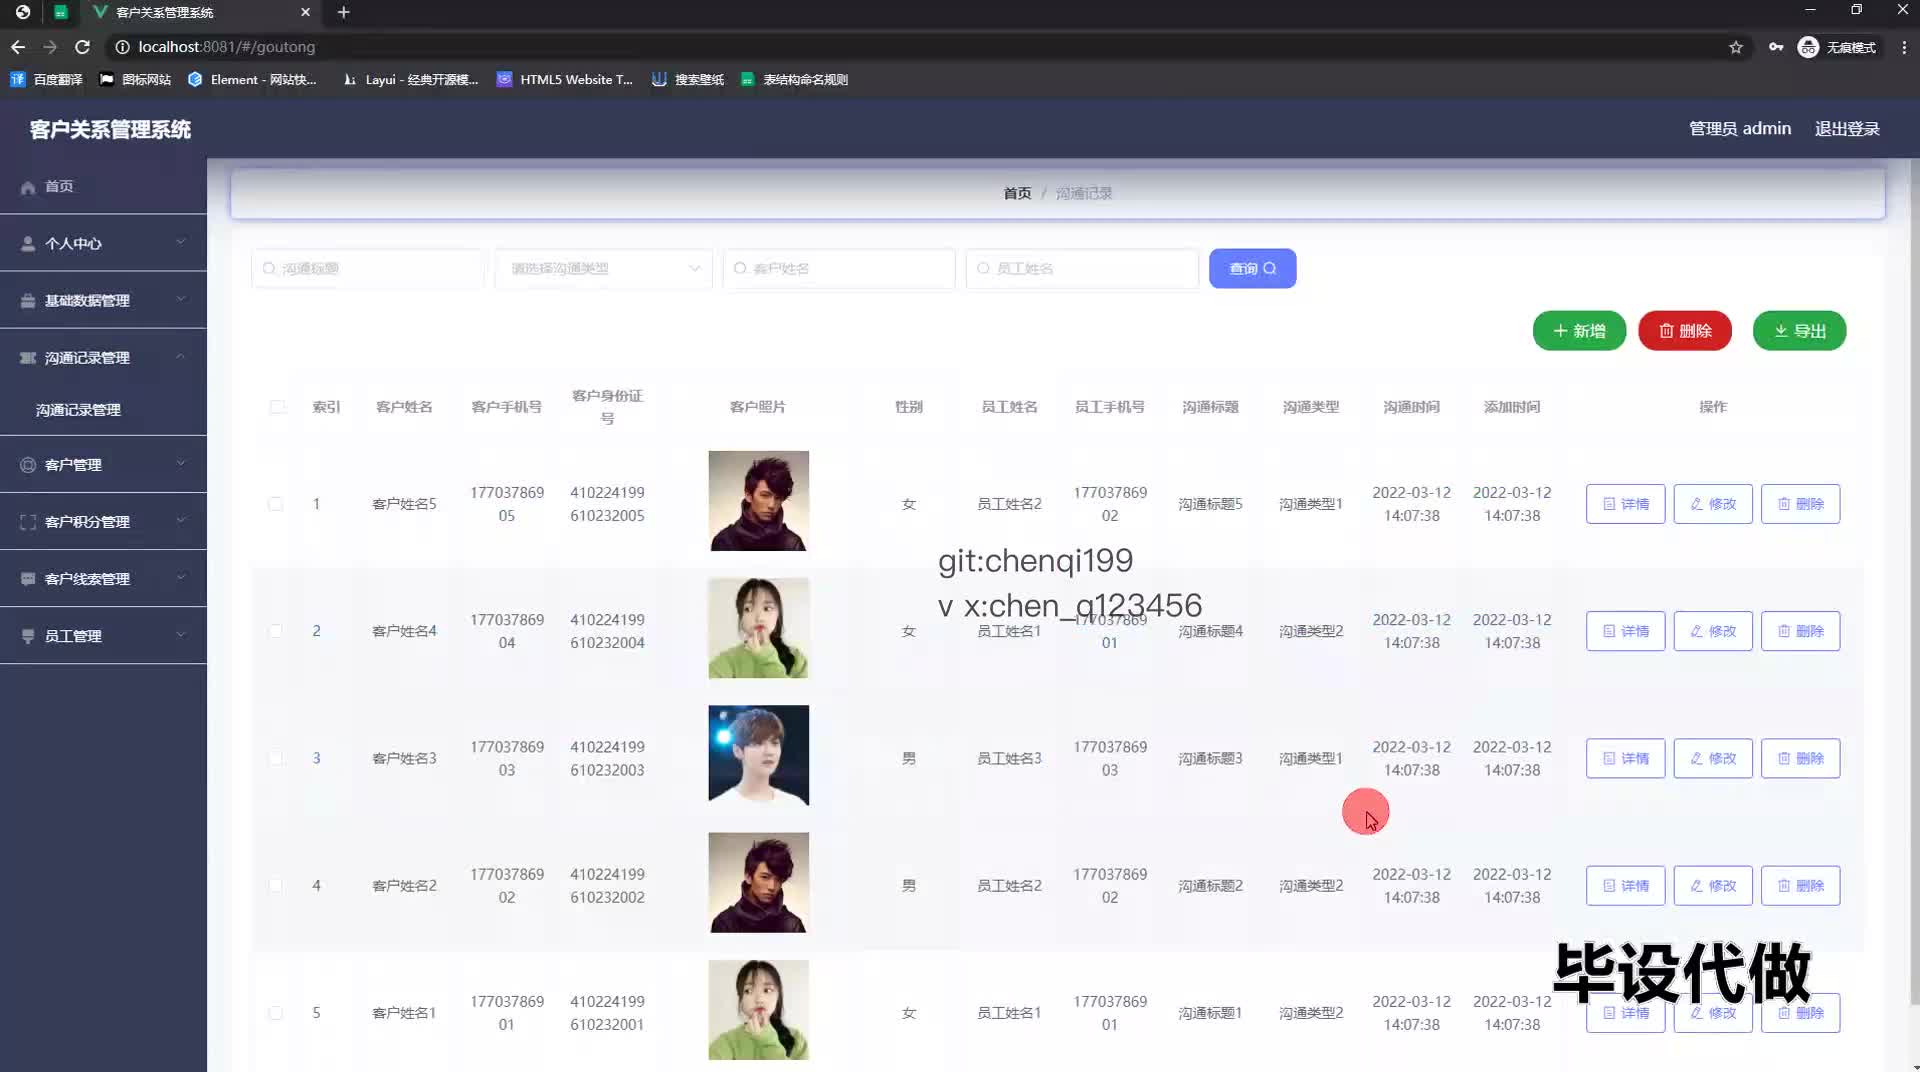 客户关系管理系统
localhost:8081/#/goutong
无痕模式
百度翻译
图标网站
Element - 网站快...
Layui - 经典开源模...
HTML5 Website T...
搜索壁纸
表结构命名规则
客户关系管理系统
管理员 admin
退出登录
首页
个人中心
基础数据管理
沟通记录管理
沟通记录管理
客户管理
客户积分管理
客户线索管理
员工管理
首页 / 沟通记录
沟通标题
请选择沟通类型
客户姓名
员工姓名
查询
新增
删除
导出
索引 客户姓名 客户手机号 客户身份证号 客户照片 性别 员工姓名 员工手机号 沟通标题 沟通类型 沟通时间 添加时间 操作
1 客户姓名5 17703786905 410224199610232005 女 员工姓名2 17703786902 沟通标题5 沟通类型1 2022-03-12 14:07:38 2022-03-12 14:07:38 详情 修改 删除
git:chenqi199
v x:chen_q123456
2 客户姓名4 17703786904 410224199610232004 女 员工姓名1 17703786901 沟通标题4 沟通类型2 2022-03-12 14:07:38 2022-03-12 14:07:38 详情 修改 删除
3 客户姓名3 17703786903 410224199610232003 男 员工姓名3 17703786903 沟通标题3 沟通类型1 2022-03-12 14:07:38 2022-03-12 14:07:38 详情 修改 删除
4 客户姓名2 17703786902 410224199610232002 男 员工姓名2 17703786902 沟通标题2 沟通类型2 2022-03-12 14:07:38 2022-03-12 14:07:38 详情 修改 删除
毕设代做
5 客户姓名1 17703786901 410224199610232001 女 员工姓名1 17703786901 沟通标题1 沟通类型2 2022-03-12 14:07:38 2022-03-12 14:07:38 详情 修改 删除